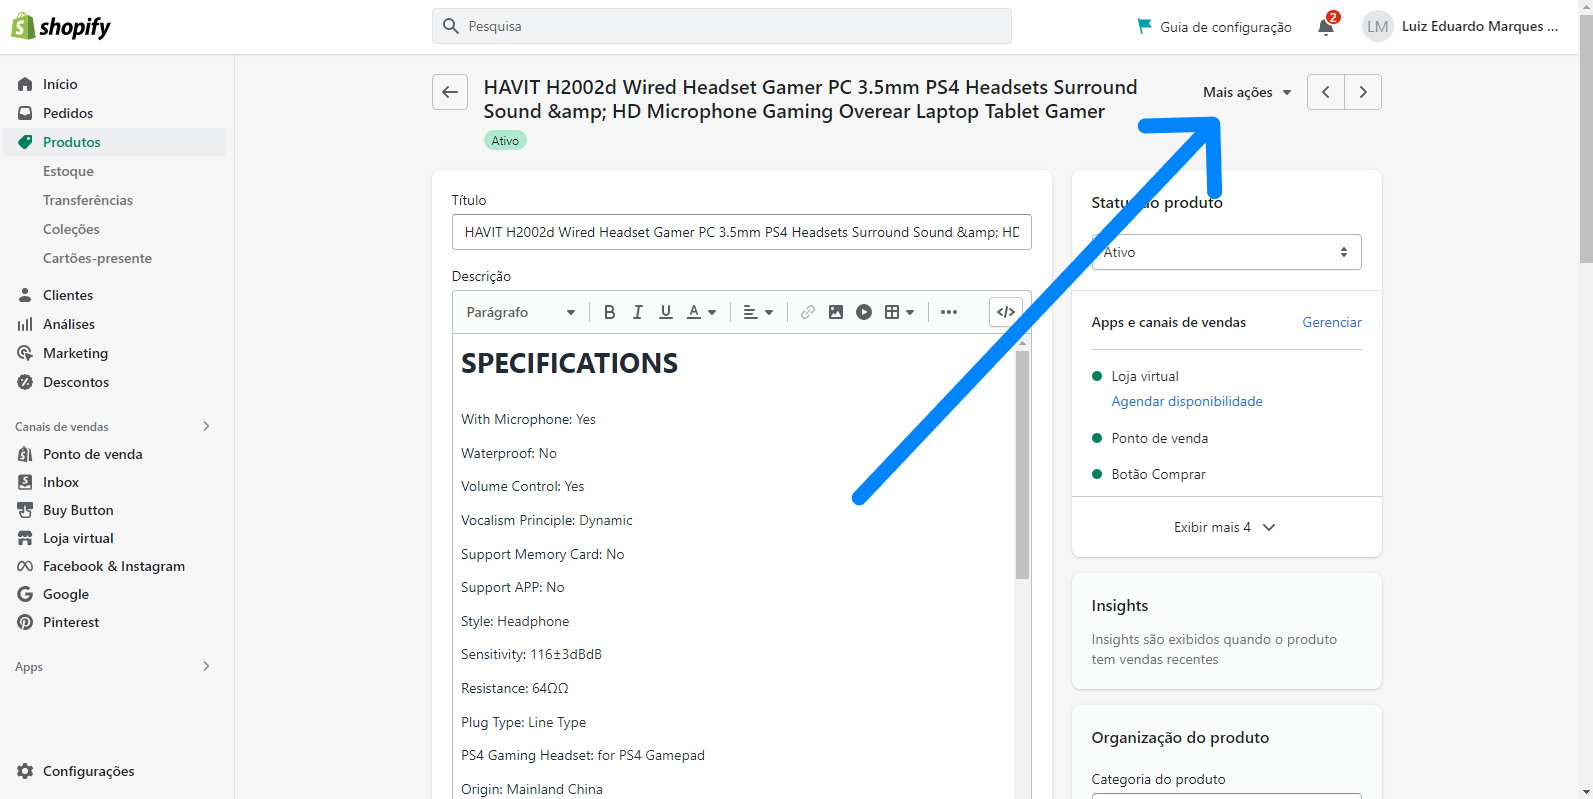 shopify
Pesquisa
Guia de configuração
2
LM
Luiz Eduardo Marques ...
Início
Pedidos
Produtos
Estoque
Transferências
Coleções
Cartões-presente
Clientes
Análises
Marketing
Descontos
Canais de vendas
Ponto de venda
Inbox
Buy Button
Loja virtual
Facebook & Instagram
Google
Pinterest
Apps
Configurações
HAVIT H2002d Wired Headset Gamer PC 3.5mm PS4 Headsets Surround
Sound &amp; HD Microphone Gaming Overear Laptop Tablet Gamer
Ativo
Mais ações
Título
HAVIT H2002d Wired Headset Gamer PC 3.5mm PS4 Headsets Surround Sound &amp; HD
Descrição
Parágrafo
B I U A
</>
SPECIFICATIONS
With Microphone: Yes
Waterproof: No
Volume Control: Yes
Vocalism Principle: Dynamic
Support Memory Card: No
Support APP: No
Style: Headphone
Sensitivity: 116±3dBdB
Resistance: 64ΩΩ
Plug Type: Line Type
PS4 Gaming Headset: for PS4 Gamepad
Origin: Mainland China
Status do produto
Ativo
Apps e canais de vendas
Gerenciar
Loja virtual
Agendar disponibilidade
Ponto de venda
Botão Comprar
Exibir mais 4
Insights
Insights são exibidos quando o produto
tem vendas recentes
Organização do produto
Categoria do produto